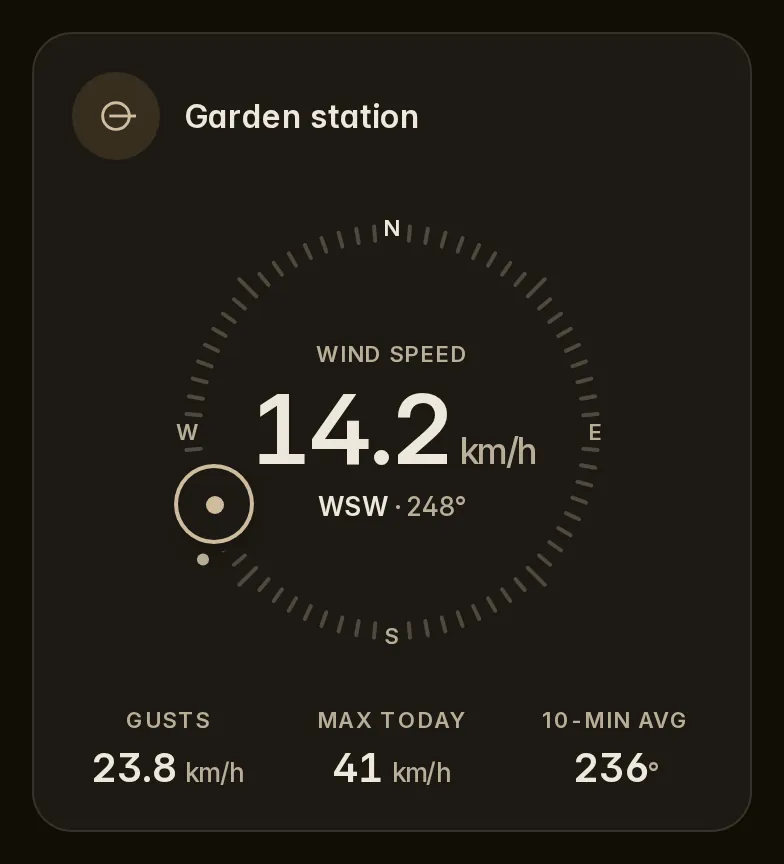 Garden station
N
WIND SPEED
14.2 km/h
W
E
WSW · 248°
S
GUSTS
MAX TODAY
10-MIN AVG
23.8 km/h
41 km/h
236°